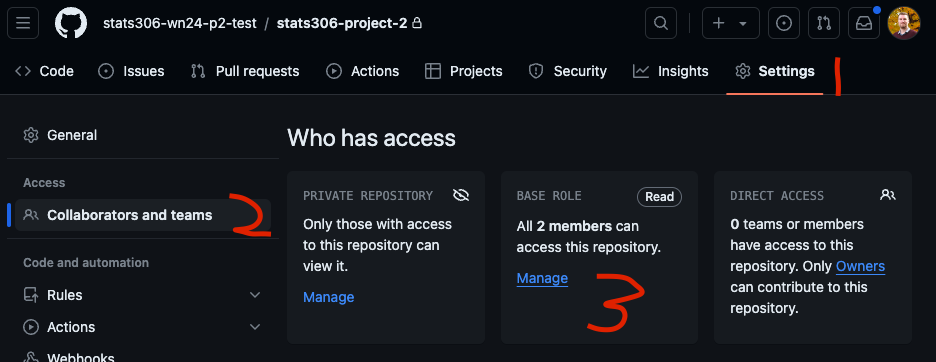 stats306-wn24-p2-test / stats306-project-2
Code Issues Pull requests Actions Projects Security Insights Settings 1
General
Access
Collaborators and teams 2
Code and automation
Rules
Actions
Webhooks
Who has access
PRIVATE REPOSITORY
Only those with access
to this repository can
view it.
Manage
BASE ROLE Read
All 2 members can
access this repository.
Manage
3
DIRECT ACCESS
0 teams or members
have access to this
repository. Only Owners
can contribute to this
repository.